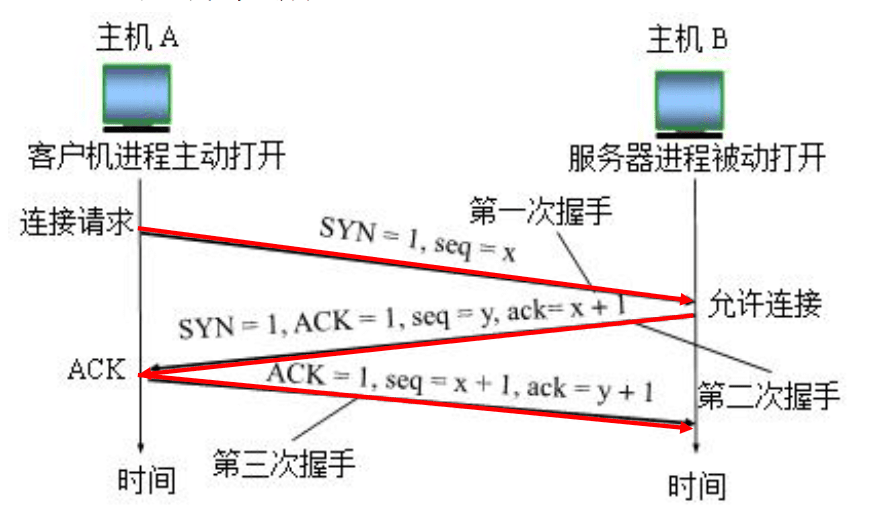 主机 A
主机 B
客户机进程主动打开
服务器进程被动打开
连接请求
第一次握手
SYN = 1, seq = x
允许连接
SYN = 1, ACK = 1, seq = y, ack= x + 1
ACK
ACK = 1, seq = x + 1, ack = y + 1
第二次握手
第三次握手
时间
时间